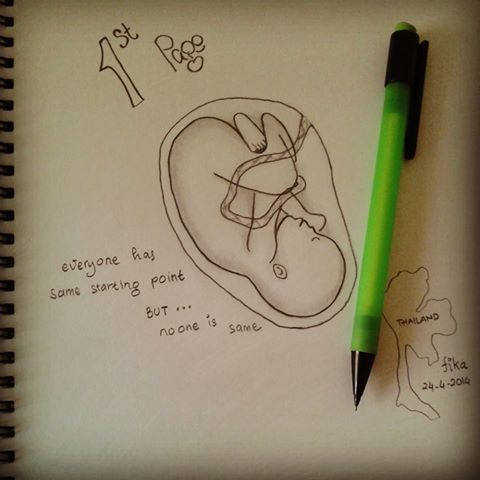 1st Page
everyone has
same starting point
BUT ...
no one is same
THAILAND
fika
24-4-2014